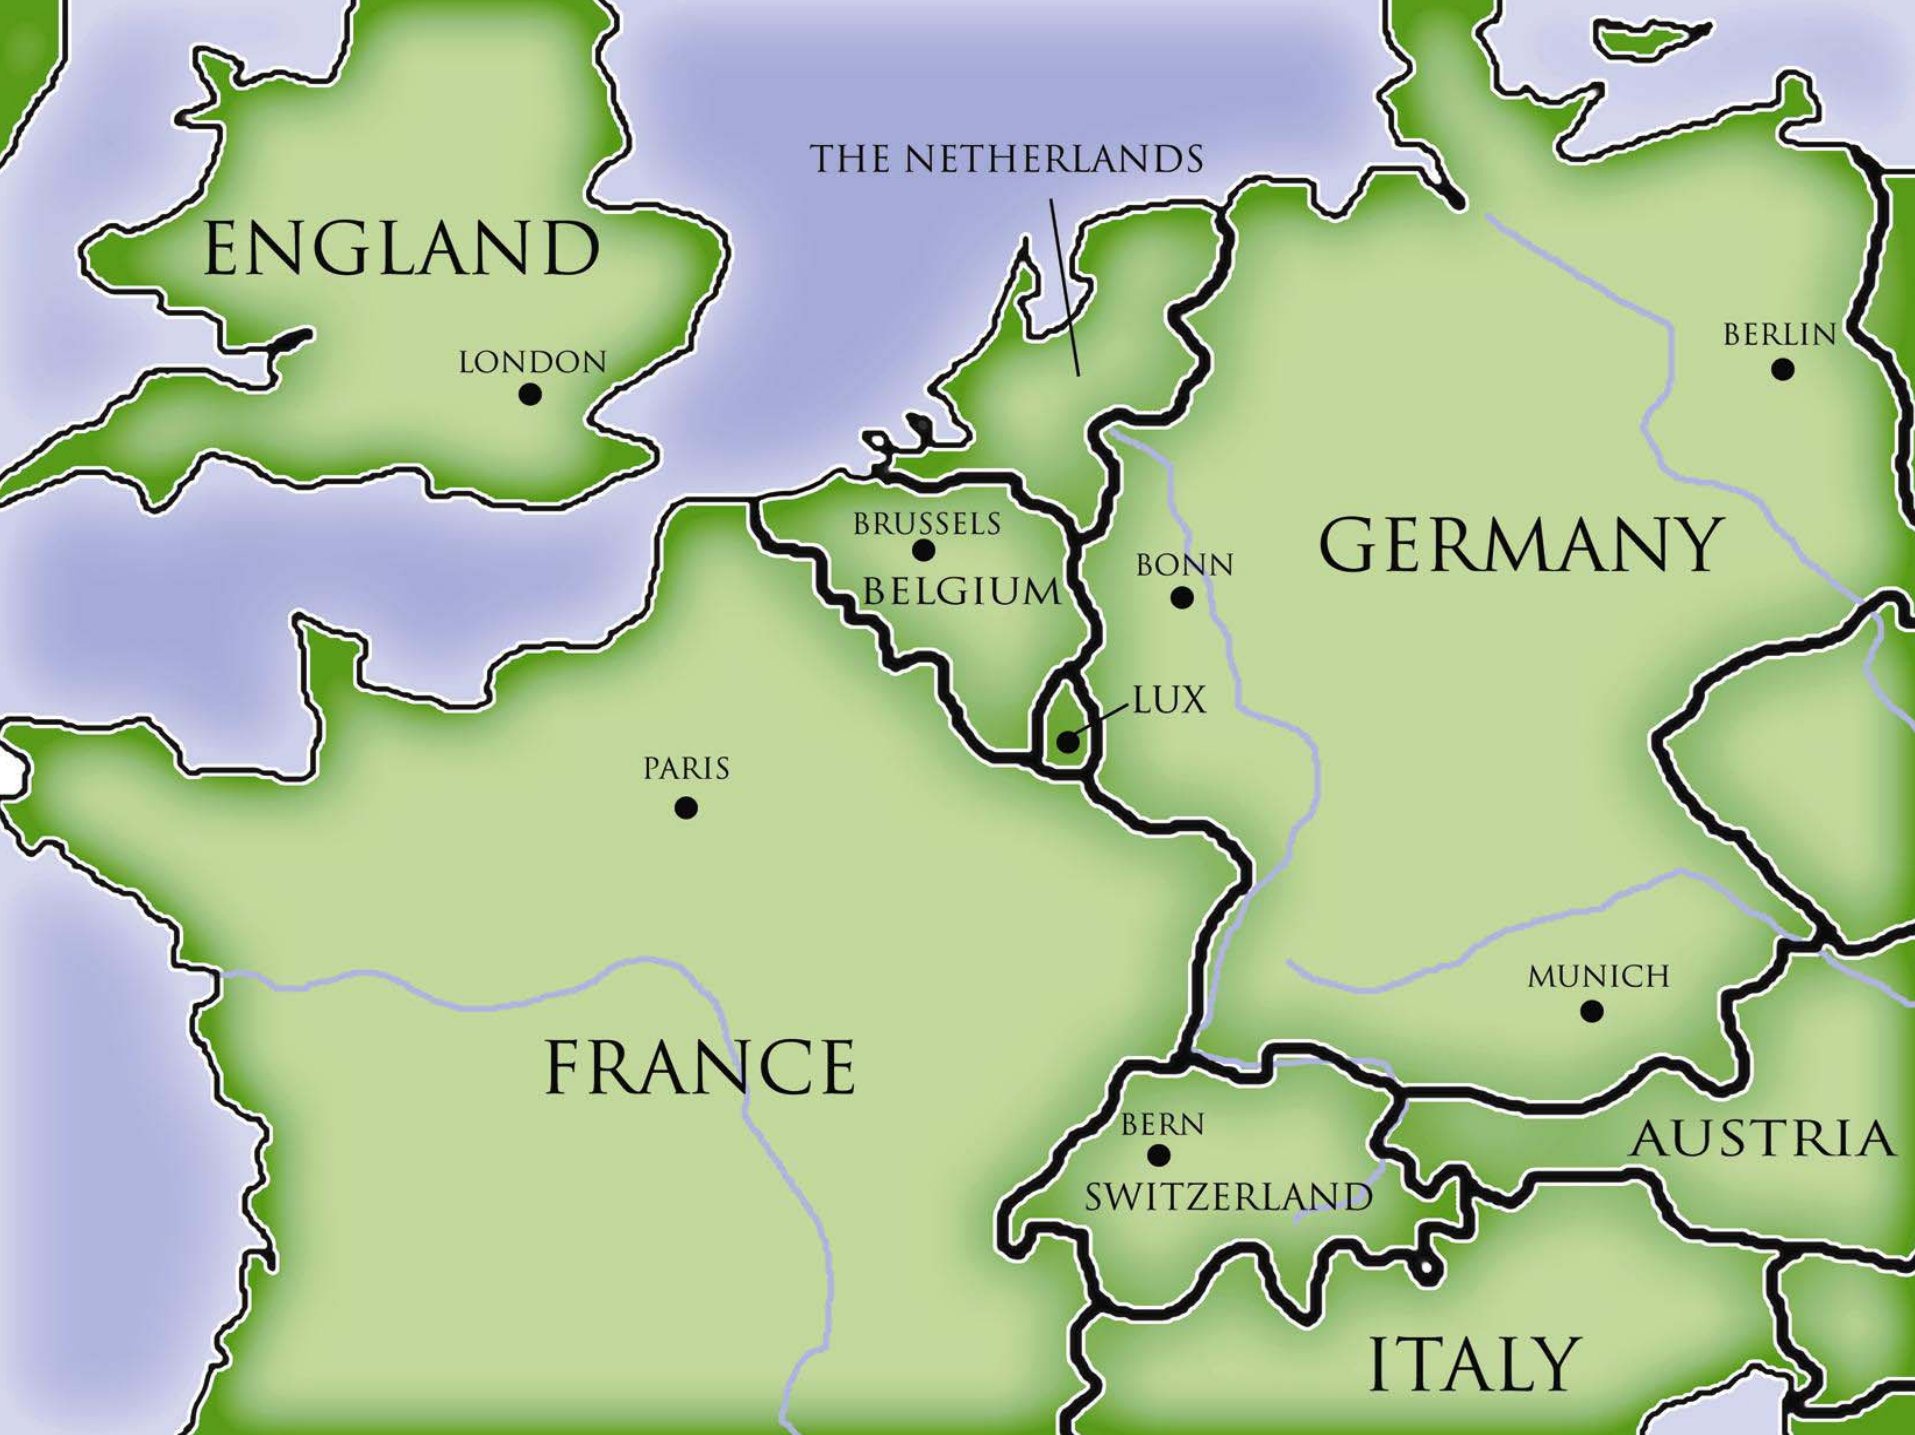 THE NETHERLANDS
ENGLAND
BERLIN
LONDON
BRUSSELS
GERMANY
BONN
BELGIUM
LUX
PARIS
MUNICH
FRANCE
BERN
AUSTRIA
SWITZERLAND
ITALY